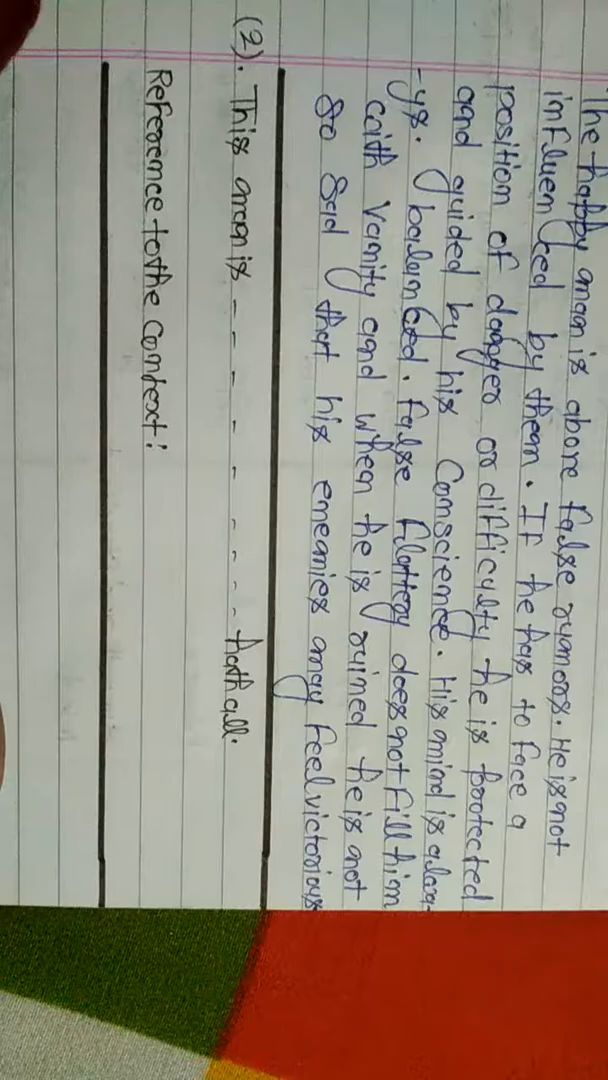 The happy man is above false rumors. He is not
influenced by them. If he has to face a
position of danger or difficulty he is protected
and guided by his Conscience. His mind is alwa-
-ys. balanced. False flattery does not fill him
with vanity and when he is ruined he is not
so sad that his enemies may feel victorious
(2). This man is - - - - - - - - hath all.
Reference to the Context: